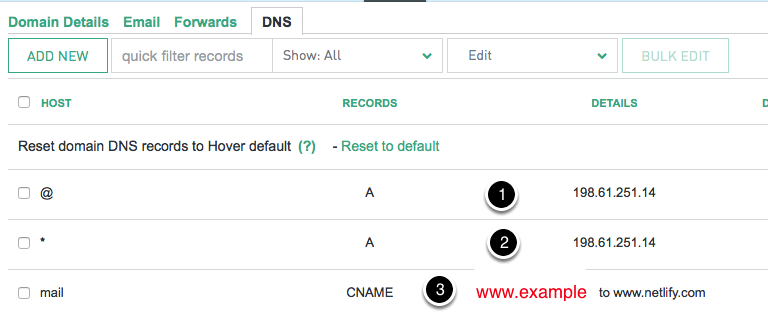 Domain Details Email Forwards DNS
ADD NEW quick filter records Show: All Edit BULK EDIT
HOST RECORDS DETAILS D
Reset domain DNS records to Hover default (?) - Reset to default
@ A 1 198.61.251.14
* A 2 198.61.251.14
mail CNAME 3 www.example to www.netlify.com